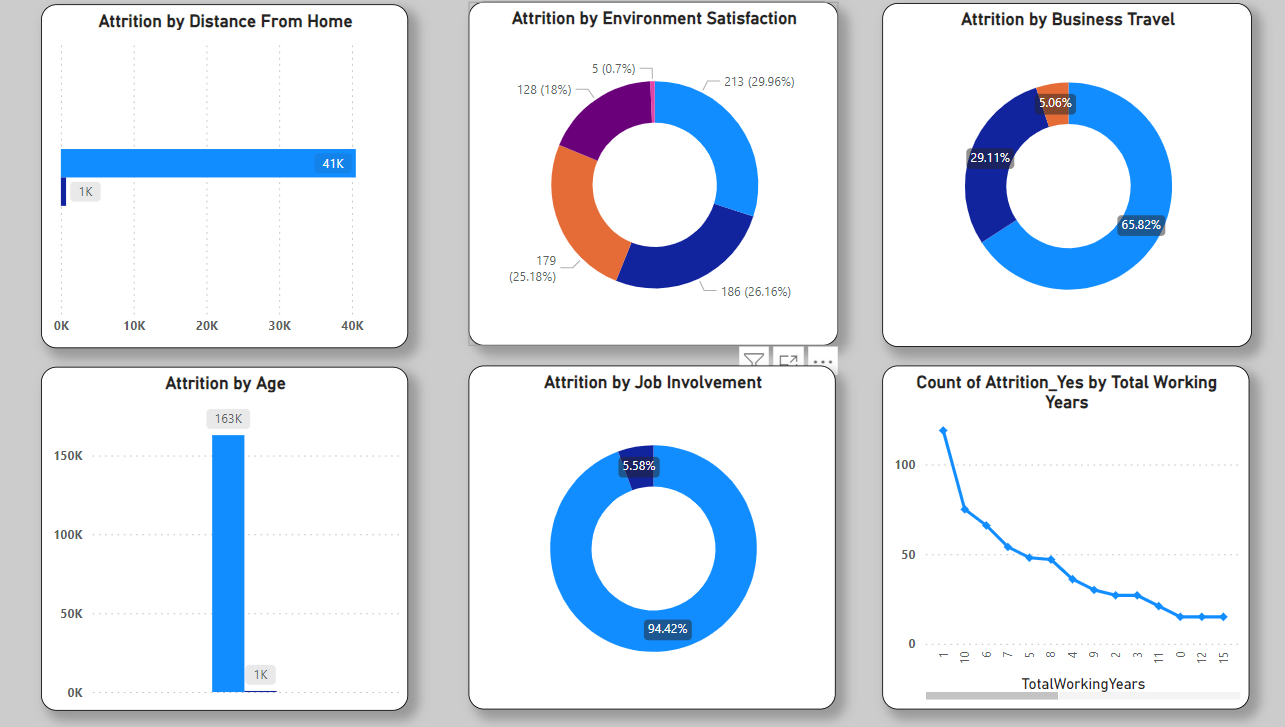 Attrition by Distance From Home
41K
1K
0K 10K 20K 30K 40K
Attrition by Environment Satisfaction
5 (0.7%)
213 (29.96%)
128 (18%)
179
(25.18%)
186 (26.16%)
Attrition by Business Travel
5.06%
29.11%
65.82%
Attrition by Age
163K
150K
100K
50K
1K
0K
Attrition by Job Involvement
5.58%
94.42%
Count of Attrition_Yes by Total Working
Years
100
50
0
1 10 6 7 5 8 4 9 2 3 11 0 12 15
TotalWorkingYears